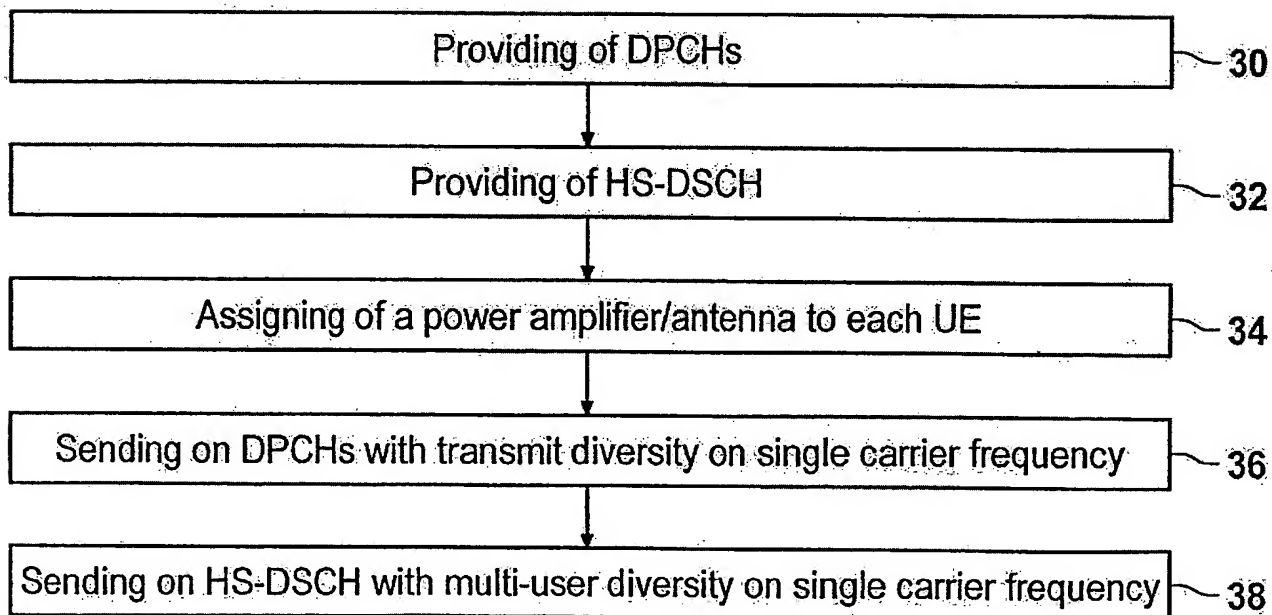 Providing of DPCHs 30
Providing of HS-DSCH 32
Assigning of a power amplifier/antenna to each UE 34
Sending on DPCHs with transmit diversity on single carrier frequency 36
Sending on HS-DSCH with multi-user diversity on single carrier frequency 38